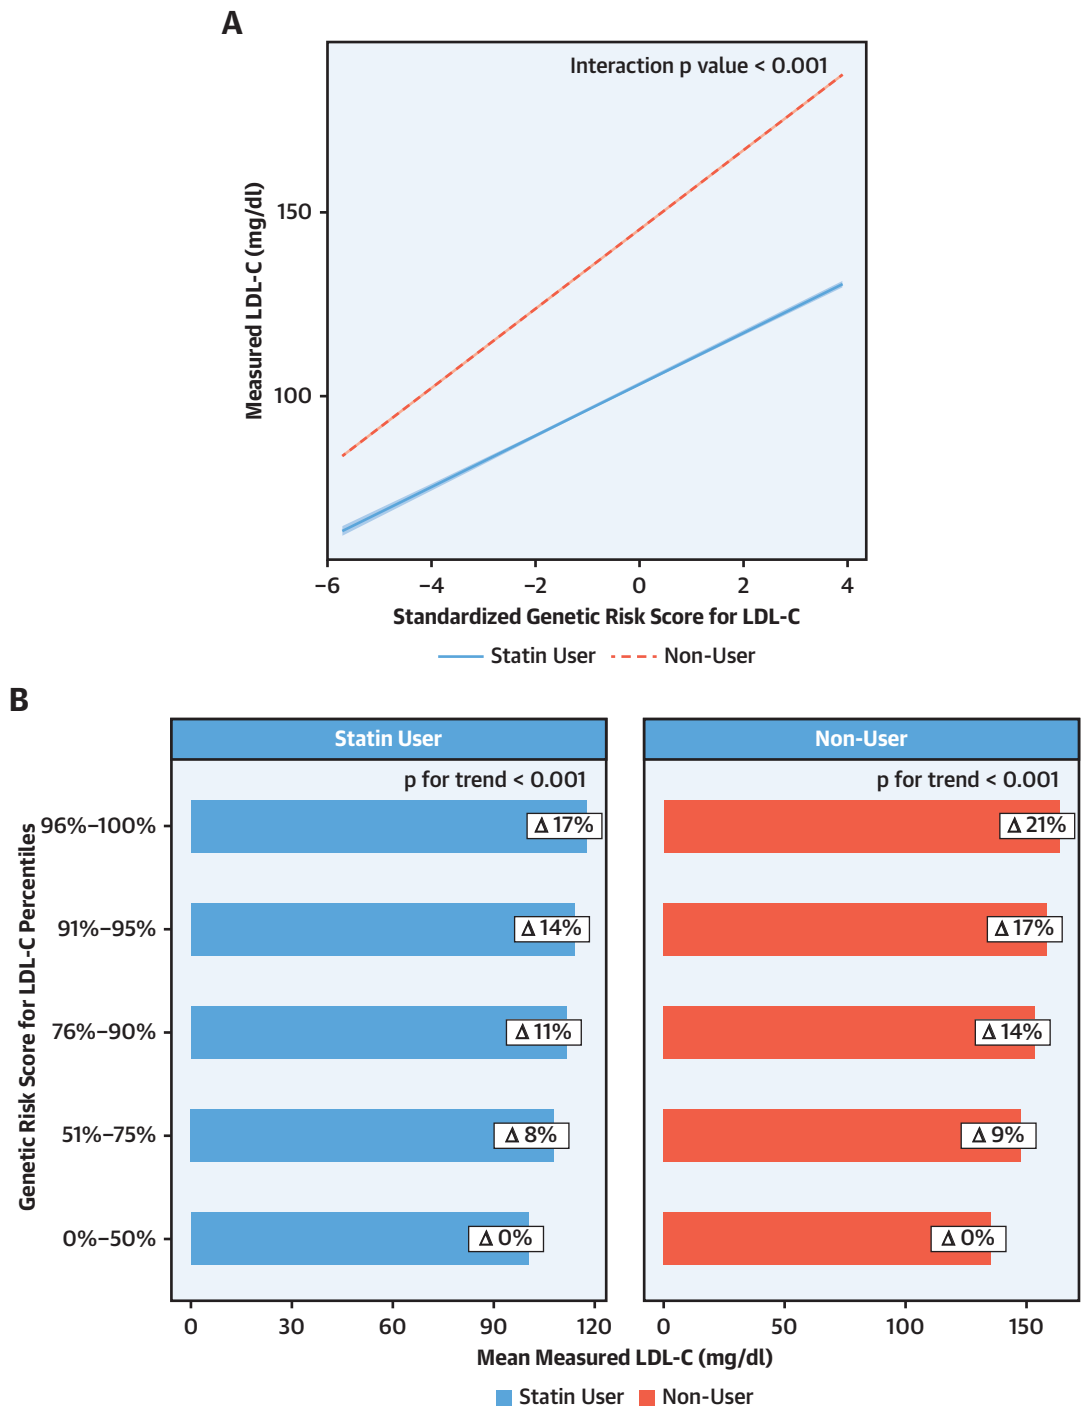 A
Interaction p value < 0.001
Measured LDL-C (mg/dl)
150
100
−6 −4 −2 0 2 4
Standardized Genetic Risk Score for LDL-C
Statin User Non-User
B
Statin User Non-User
p for trend < 0.001 p for trend < 0.001
Genetic Risk Score for LDL-C Percentiles
96%–100% Δ 17% Δ 21%
91%–95% Δ 14% Δ 17%
76%–90% Δ 11% Δ 14%
51%–75% Δ 8% Δ 9%
0%–50% Δ 0% Δ 0%
0 30 60 90 120 0 50 100 150
Mean Measured LDL-C (mg/dl)
Statin User Non-User